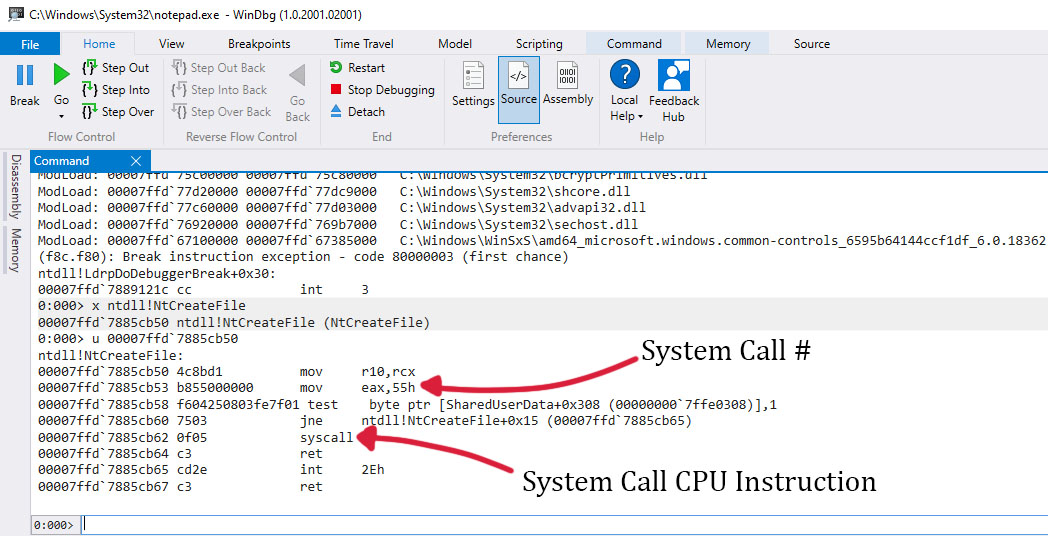 C:\Windows\System32\notepad.exe - WinDbg (1.0.2001.02001)
File Home View Breakpoints Time Travel Model Scripting Command Memory Source
Break
Go
Step Out
Step Into
Step Over
Flow Control
Step Out Back
Step Into Back
Step Over Back
Go
Back
Reverse Flow Control
Restart
Stop Debugging
Detach
End
Settings Source Assembly
Preferences
Local
Help
Feedback
Hub
Help
Disassembly
Memory
Command
ModLoad: 00007ffd`75c00000 00007ffd`75c80000 C:\Windows\System32\bcryptPrimitives.dll
ModLoad: 00007ffd`77d20000 00007ffd`77dc9000 C:\Windows\System32\shcore.dll
ModLoad: 00007ffd`77c60000 00007ffd`77d03000 C:\Windows\System32\advapi32.dll
ModLoad: 00007ffd`76920000 00007ffd`769b7000 C:\Windows\System32\sechost.dll
ModLoad: 00007ffd`67100000 00007ffd`67385000 C:\Windows\WinSxS\amd64_microsoft.windows.common-controls_6595b64144ccf1df_6.0.18362
(f8c.f80): Break instruction exception - code 80000003 (first chance)
ntdll!LdrpDoDebuggerBreak+0x30:
00007ffd`7889121c cc int 3
0:000> x ntdll!NtCreateFile
00007ffd`7885cb50 ntdll!NtCreateFile (NtCreateFile)
0:000> u 00007ffd`7885cb50
ntdll!NtCreateFile:
00007ffd`7885cb50 4c8bd1 mov r10,rcx
00007ffd`7885cb53 b855000000 mov eax,55h
00007ffd`7885cb58 f604250803fe7f01 test byte ptr [SharedUserData+0x308 (00000000`7ffe0308)],1
00007ffd`7885cb60 7503 jne ntdll!NtCreateFile+0x15 (00007ffd`7885cb65)
00007ffd`7885cb62 0f05 syscall
00007ffd`7885cb64 c3 ret
00007ffd`7885cb65 cd2e int 2Eh
00007ffd`7885cb67 c3 ret
System Call #
System Call CPU Instruction
0:000>